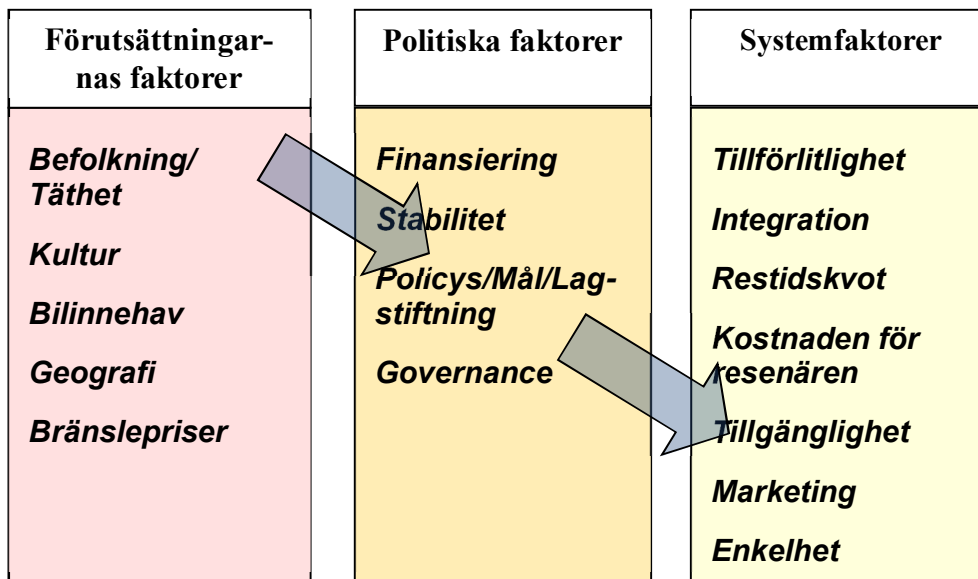 Förutsättningar-
nas faktorer
Befolkning/
Täthet
Kultur
Bilinnehav
Geografi
Bränslepriser
Politiska faktorer
Finansiering
Stabilitet
Policys/Mål/Lag-
stiftning
Governance
Systemfaktorer
Tillförlitlighet
Integration
Restidskvot
Kostnaden för
resenären
Tillgänglighet
Marketing
Enkelhet